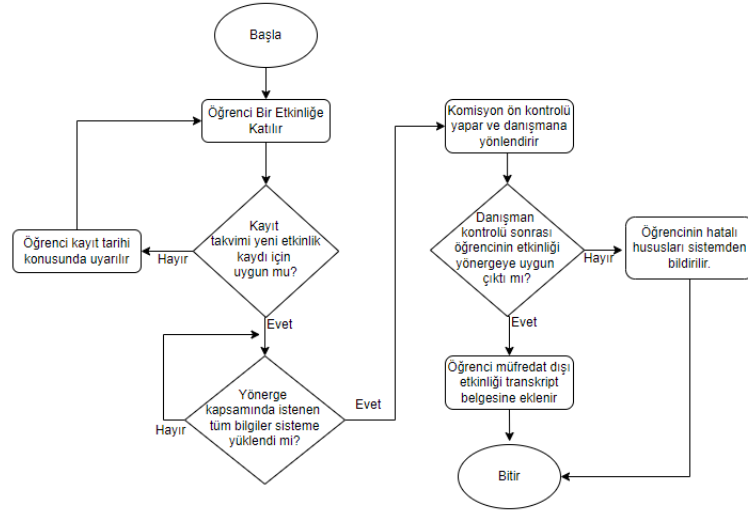 Başla
Öğrenci Bir Etkinliğe
Katılır
Kayıt
takvimi yeni etkinlik
kaydı için
uygun mu?
Hayır
Öğrenci kayıt tarihi
konusunda uyarılır
Evet
Yönerge
kapsamında istenen
tüm bilgiler sisteme
yüklendi mi?
Hayır
Evet
Komisyon ön kontrolü
yapar ve danışmana
yönlendirir
Danışman
kontrolü sonrası
öğrencinin etkinliği
yönergeye uygun
çıktı mı?
Hayır
Öğrencinin hatalı
hususları sistemden
bildirilir.
Evet
Öğrenci müfredat dışı
etkinliği transkript
belgesine eklenir
Bitir